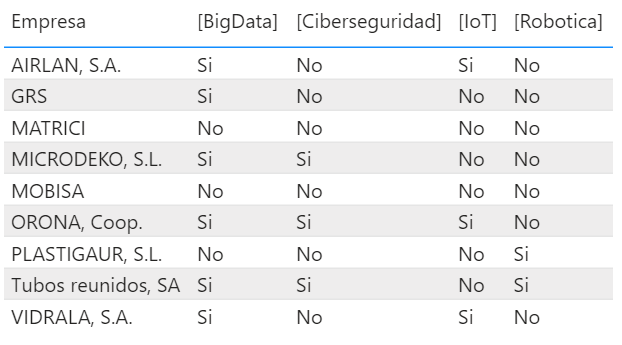 Empresa [BigData] [Ciberseguridad] [IoT] [Robotica]
AIRLAN, S.A. Si No Si No
GRS Si No No No
MATRICI No No No No
MICRODEKO, S.L. Si Si No No
MOBISA No No No No
ORONA, Coop. Si Si Si No
PLASTIGAUR, S.L. No No No Si
Tubos reunidos, SA Si Si No Si
VIDRALA, S.A. Si No Si No